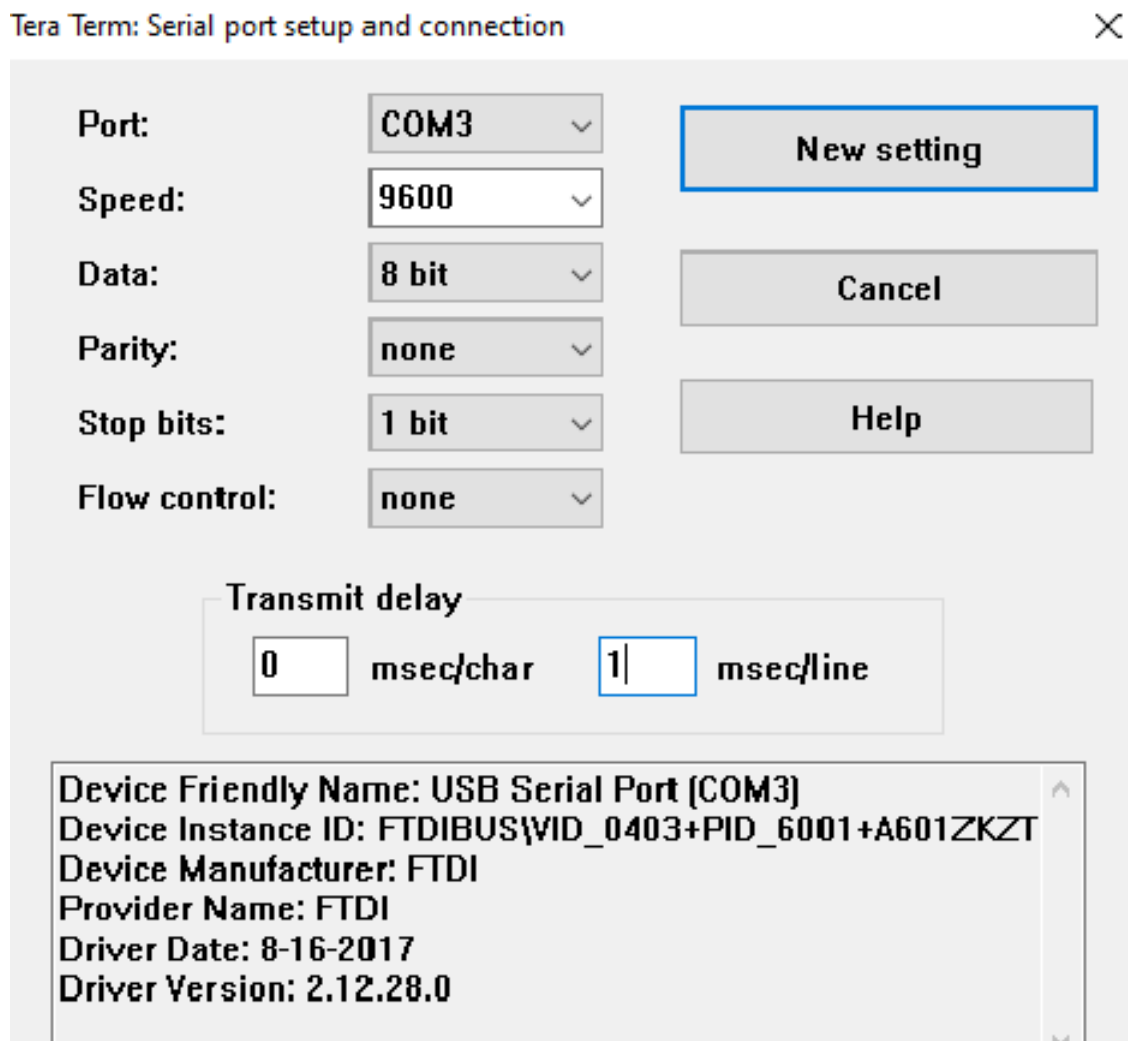 Tera Term: Serial port setup and connection
Port: COM3
New setting
Speed: 9600
Data: 8 bit
Cancel
Parity: none
Stop bits: 1 bit
Help
Flow control: none
Transmit delay
0 msec/char 1 msec/line
Device Friendly Name: USB Serial Port (COM3)
Device Instance ID: FTDIBUS\VID_0403+PID_6001+A601ZKZT
Device Manufacturer: FTDI
Provider Name: FTDI
Driver Date: 8-16-2017
Driver Version: 2.12.28.0